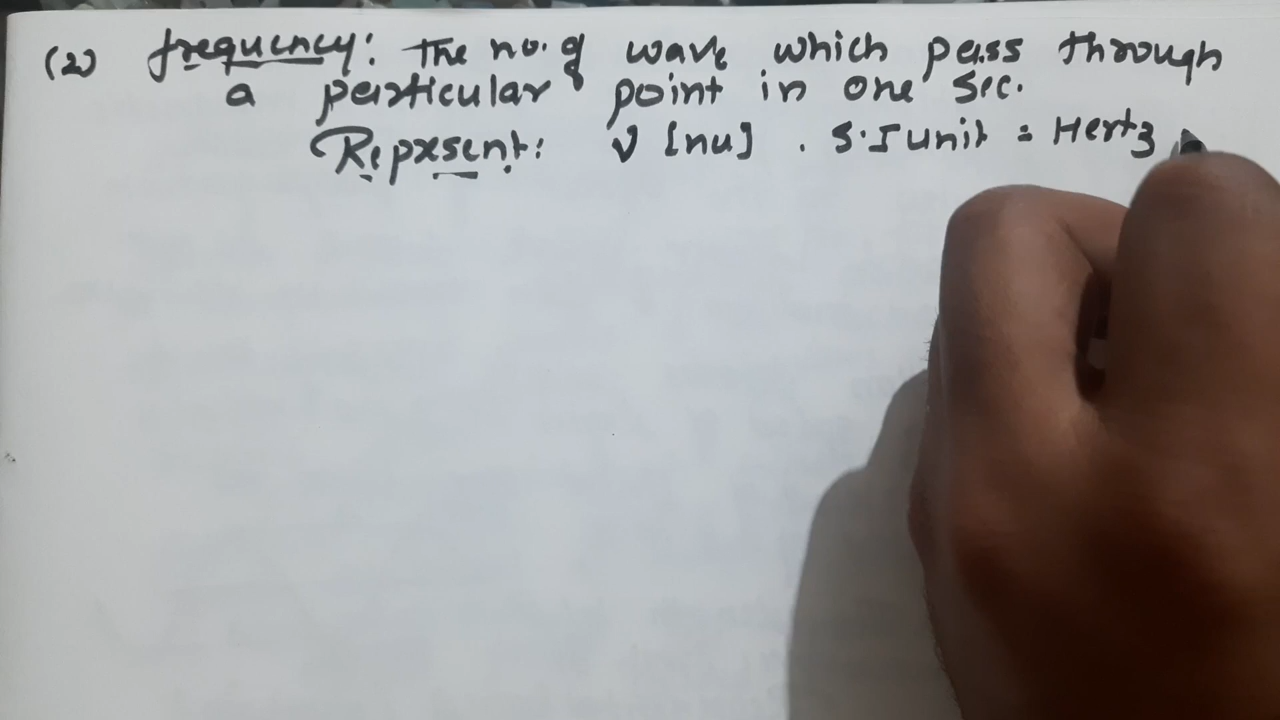 (2) frequency: The no. of wave which pass through
a particular point in one sec.
Represent: ν [nu] . S.I unit = Hertz